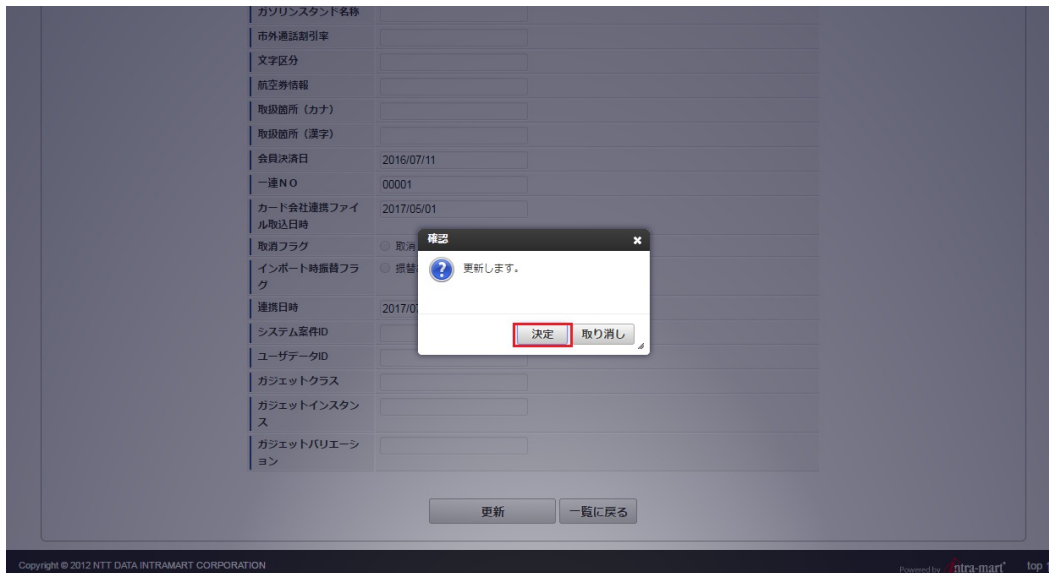 ガソリンスタンド名称
市外通話割引率
文字区分
航空券情報
取扱箇所（カナ）
取扱箇所（漢字）
会員決済日 2016/07/11
一連NO 00001
カード会社連携ファイ
ル取込日時 2017/05/01
取消フラグ 取消
インポート時振替フラ
グ 振替
確認
更新します。
決定 取り消し
連携日時 2017/07
システム案件ID
ユーザデータID
ガジェットクラス
ガジェットインスタン
ス
ガジェットバリエーシ
ョン
更新 一覧に戻る
Copyright © 2012 NTT DATA INTRAMART CORPORATION
Powered by intra-mart top